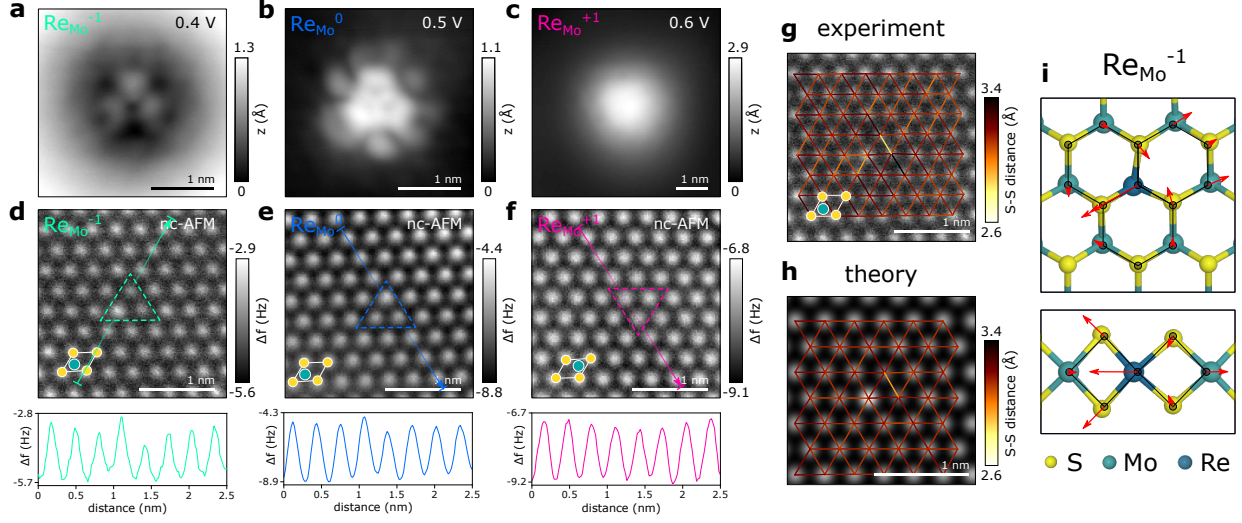 a
Re_Mo^-1
0.4 V
1.3
z (Å)
0
1 nm
b
Re_Mo^0
0.5 V
1.1
z (Å)
0
1 nm
c
Re_Mo^+1
0.6 V
2.9
z (Å)
0
1 nm
d
Re_Mo^-1
nc-AFM
-2.9
Δf (Hz)
-5.6
1 nm
-2.8
Δf (Hz)
-5.7
0 0.5 1 1.5 2 2.5
distance (nm)
e
Re_Mo^0
nc-AFM
-4.4
Δf (Hz)
-8.8
1 nm
-4.3
Δf (Hz)
-8.9
0 0.5 1 1.5 2 2.5
distance (nm)
f
Re_Mo^+1
nc-AFM
-6.8
Δf (Hz)
-9.1
1 nm
-6.7
Δf (Hz)
-9.2
0 0.5 1 1.5 2 2.5
distance (nm)
g experiment
3.4
S-S distance (Å)
2.6
1 nm
h theory
3.4
S-S distance (Å)
2.6
1 nm
i
Re_Mo^-1
S Mo Re